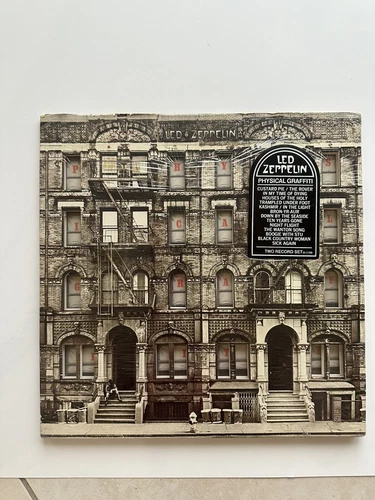 LED ZEPPELIN
P H Y S
I C A
G R A F
LED
ZEPPELIN
PHYSICAL GRAFFITI
CUSTARD PIE / THE ROVER
IN MY TIME OF DYING
HOUSES OF THE HOLY
TRAMPLED UNDER FOOT
KASHMIR / IN THE LIGHT
BRON-YR-AUR
DOWN BY THE SEASIDE
TEN YEARS GONE
NIGHT FLIGHT
THE WANTON SONG
BOOGIE WITH STU
BLACK COUNTRY WOMAN
SICK AGAIN
TWO RECORD SET